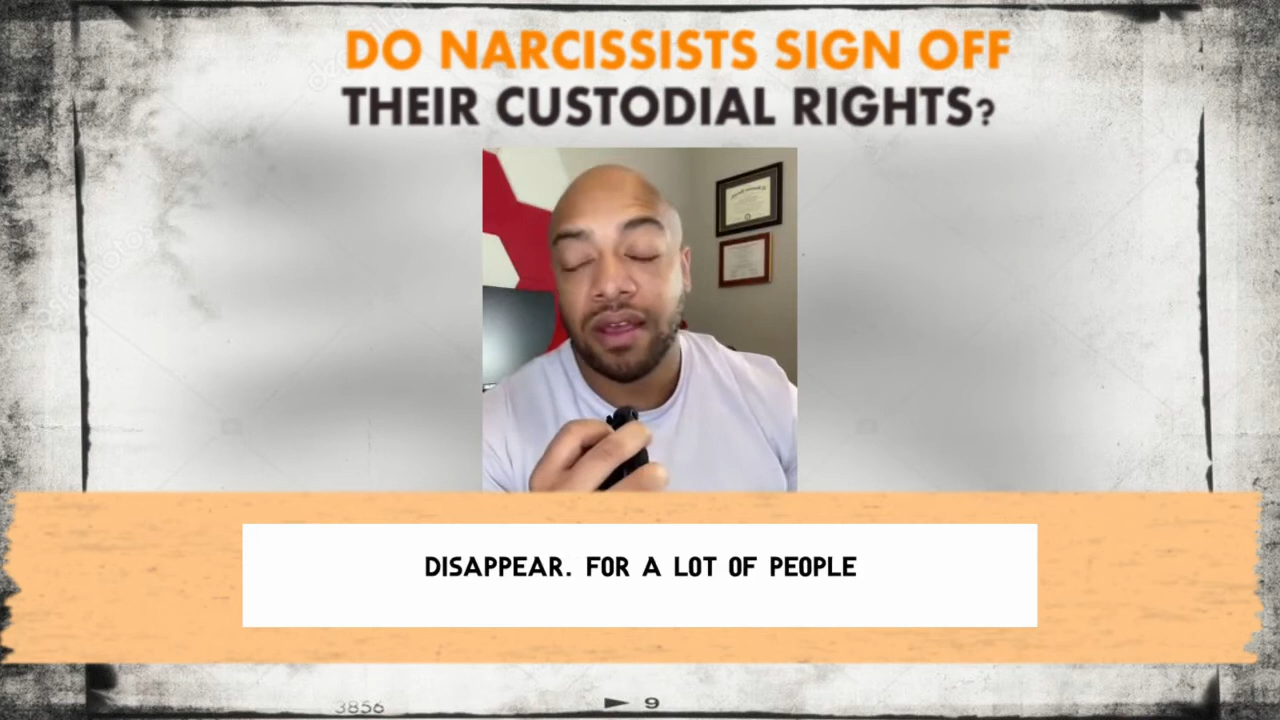 DO NARCISSISTS SIGN OFF
THEIR CUSTODIAL RIGHTS?
DISAPPEAR. FOR A LOT OF PEOPLE
3856
9